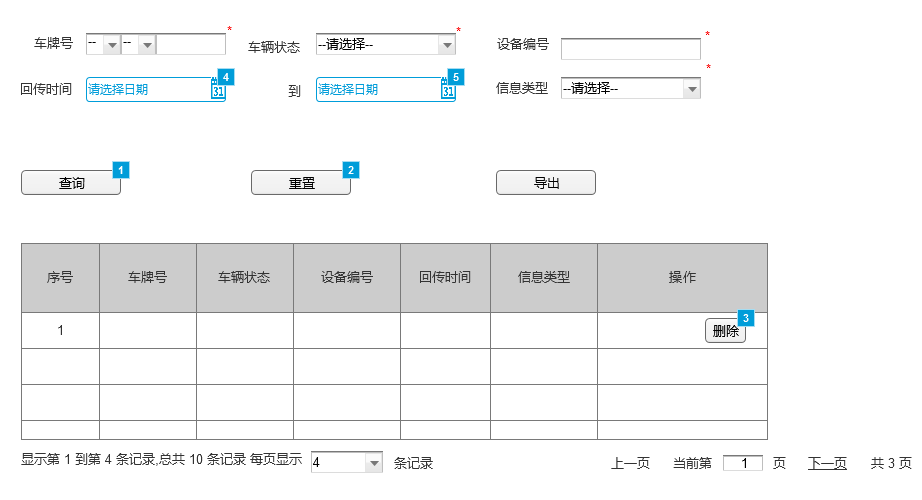 车牌号 -- -- * 车辆状态 --请选择-- * 设备编号 *
回传时间 请选择日期 31 4 到 请选择日期 31 5 信息类型 --请选择-- *
查询 1 重置 2 导出
序号 车牌号 车辆状态 设备编号 回传时间 信息类型 操作
1 删除 3
显示第 1 到第 4 条记录,总共 10 条记录 每页显示 4 条记录 上一页 当前第 1 页 下一页 共 3 页